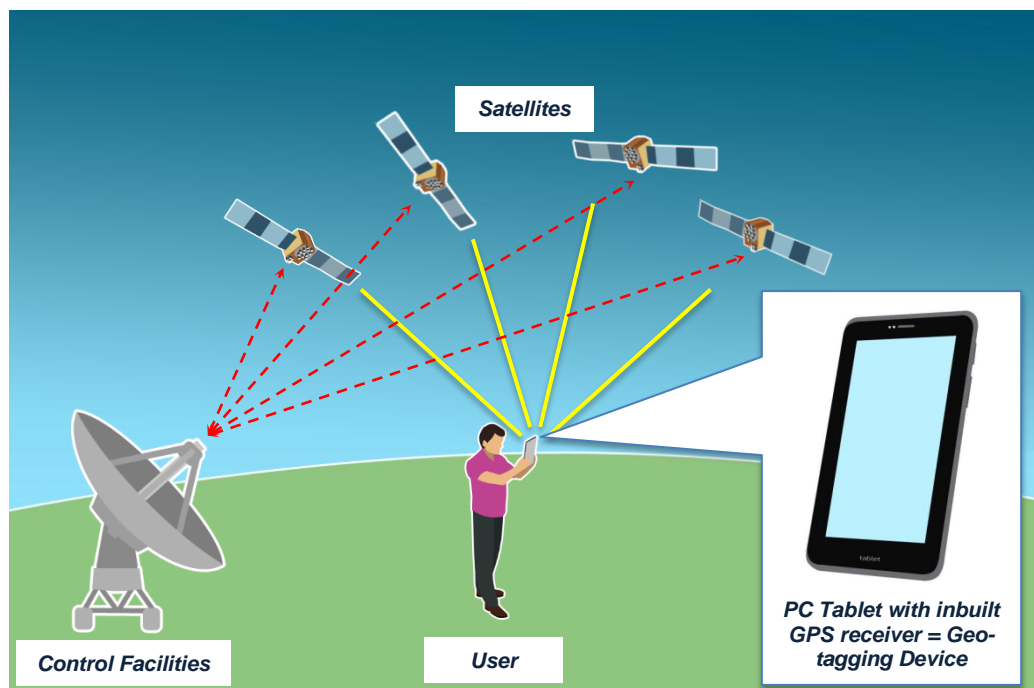 Satellites
Control Facilities
User
tablet
PC Tablet with inbuilt
GPS receiver = Geo-
tagging Device